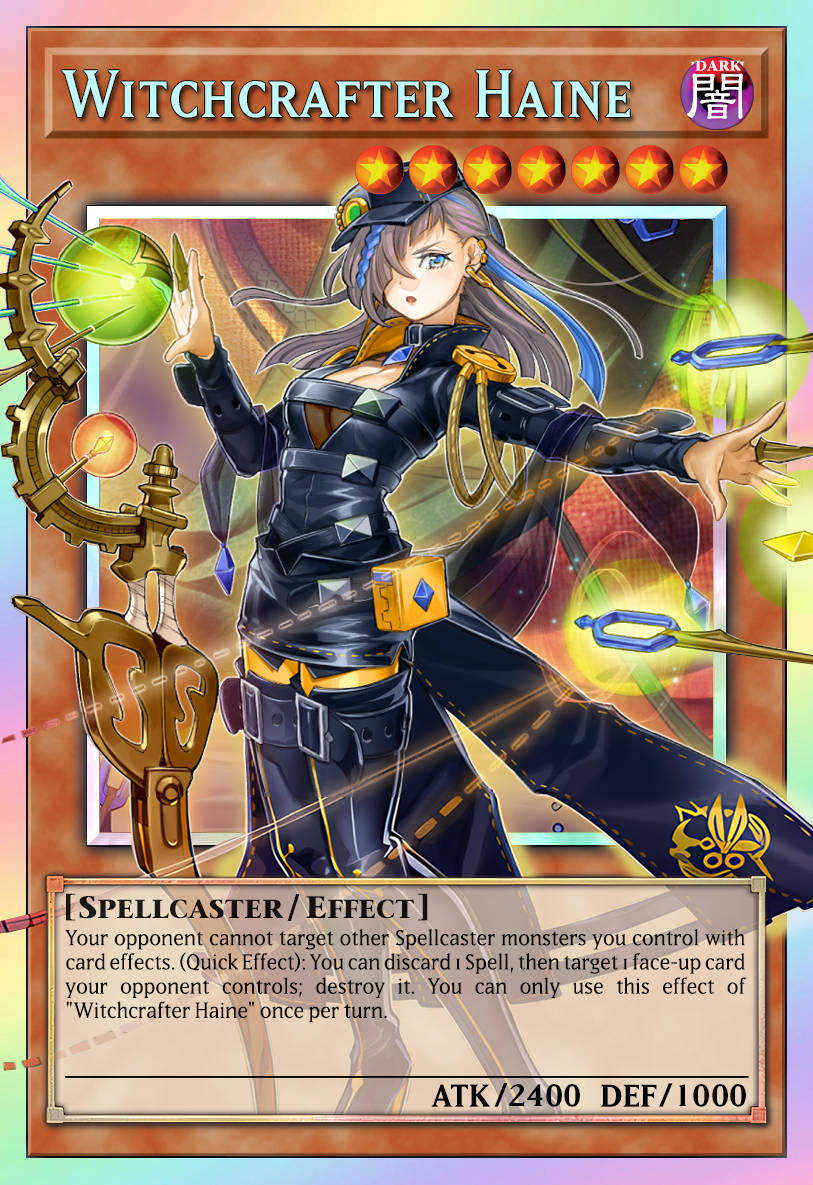 Witchcrafter Haine
DARK
闇
[Spellcaster/Effect]
Your opponent cannot target other Spellcaster monsters you control with
card effects. (Quick Effect): You can discard 1 Spell, then target 1 face-up card
your opponent controls; destroy it. You can only use this effect of
"Witchcrafter Haine" once per turn.
ATK/2400 DEF/1000